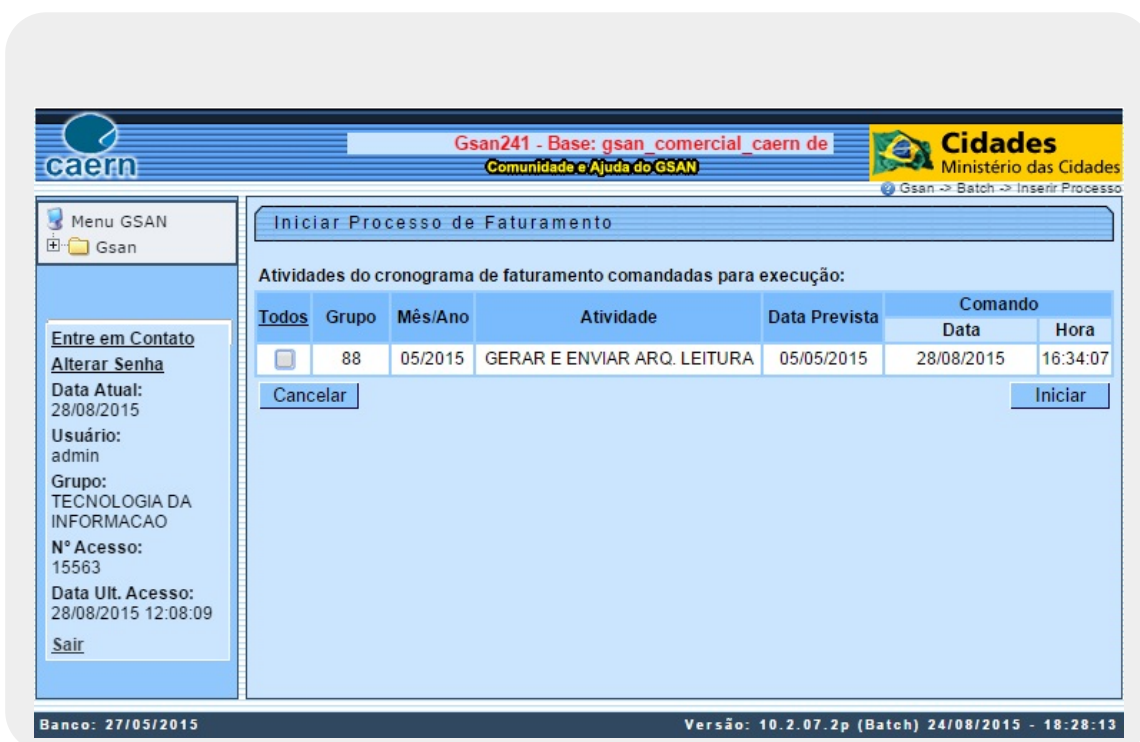 caern
Gsan241 - Base: gsan_comercial_caern de
Comunidade e Ajuda do GSAN
Cidades
Ministério das Cidades
Gsan -> Batch -> Inserir Processo
Menu GSAN
Gsan
Entre em Contato
Alterar Senha
Data Atual:
28/08/2015
Usuário:
admin
Grupo:
TECNOLOGIA DA
INFORMACAO
Nº Acesso:
15563
Data Ult. Acesso:
28/08/2015 12:08:09
Sair
Iniciar Processo de Faturamento
Atividades do cronograma de faturamento comandadas para execução:
Todos Grupo Mês/Ano Atividade Data Prevista Comando
Data Hora
88 05/2015 GERAR E ENVIAR ARQ. LEITURA 05/05/2015 28/08/2015 16:34:07
Cancelar Iniciar
Banco: 27/05/2015 Versão: 10.2.07.2p (Batch) 24/08/2015 - 18:28:13